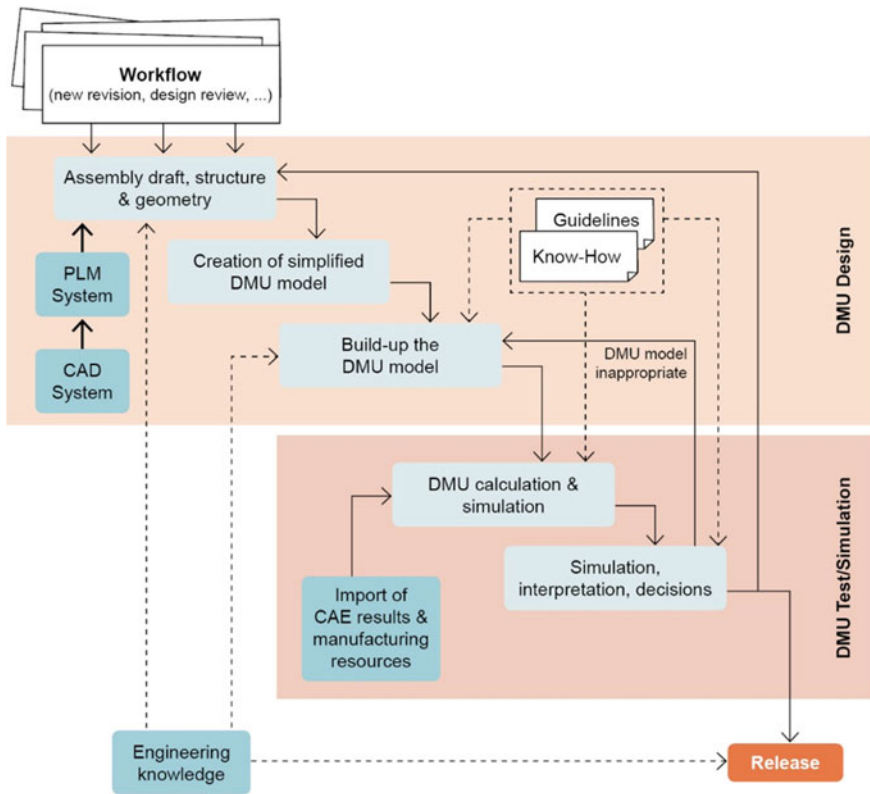 Workflow
(new revision, design review, ...)
Assembly draft, structure
& geometry
Guidelines
Know-How
PLM
System
Creation of simplified
DMU model
DMU Design
CAD
System
Build-up the
DMU model
DMU model
inappropriate
DMU calculation &
simulation
Simulation,
interpretation, decisions
Import of
CAE results &
manufacturing
resources
DMU Test/Simulation
Engineering
knowledge
Release